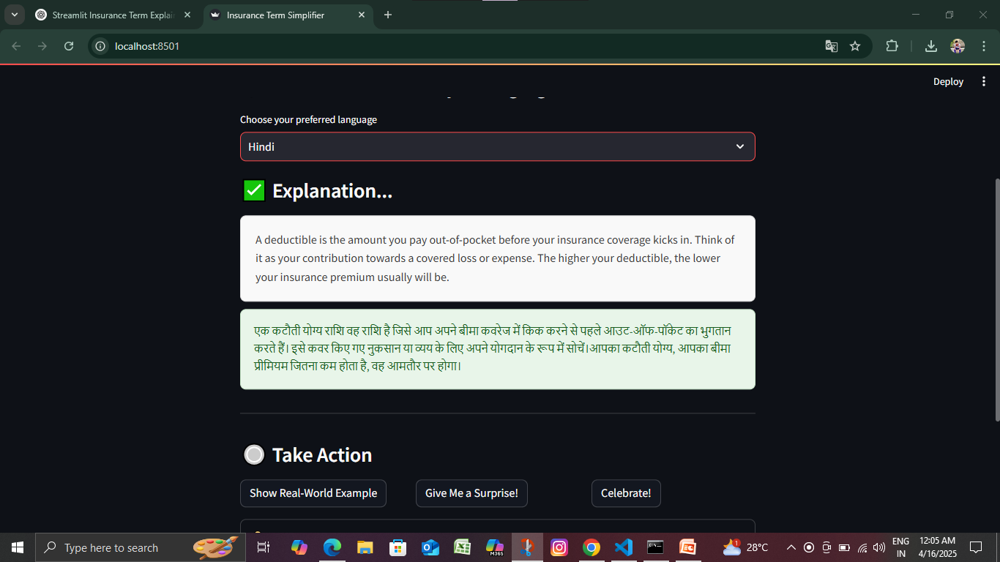 Streamlit Insurance Term Explai
Insurance Term Simplifier
localhost:8501
Deploy
Choose your preferred language
Hindi
Explanation...
A deductible is the amount you pay out-of-pocket before your insurance coverage kicks in. Think of
it as your contribution towards a covered loss or expense. The higher your deductible, the lower
your insurance premium usually will be.
एक कटौती योग्य राशि वह राशि है जिसे आप अपने बीमा कवरेज में किक करने से पहले आउट-ऑफ-पॉकेट का भुगतान
करते हैं। इसे कवर किए गए नुकसान या व्यय के लिए अपने योगदान के रूप में सोचें।आपका कटौती योग्य, आपका बीमा
प्रीमियम जितना कम होता है, वह आमतौर पर होगा।
Take Action
Show Real-World Example
Give Me a Surprise!
Celebrate!
Type here to search
M365
1
28°C
ENG
IN
12:05 AM
4/16/2025